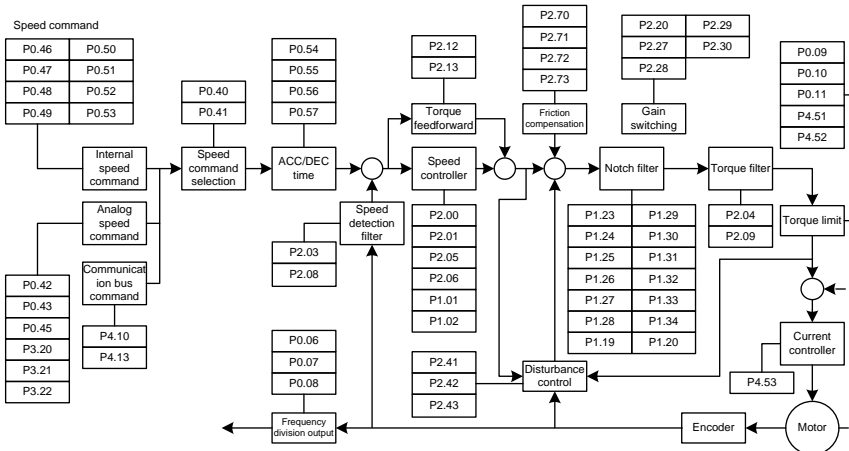 Speed command
P0.46 P0.50
P0.47 P0.51
P0.48 P0.52
P0.49 P0.53
P0.40
P0.41
P0.54
P0.55
P0.56
P0.57
P2.12
P2.13
P2.70
P2.71
P2.72
P2.73
P2.20 P2.29
P2.27 P2.30
P2.28
P0.09
P0.10
P0.11
P4.51
P4.52
Torque
feedforward
Friction
compensation
Gain
switching
Internal
speed
command
Speed
command
selection
ACC/DEC
time
Speed
controller
Notch filter
Torque filter
Analog
speed
command
Speed
detection
filter
Torque limit
P2.03
P2.08
P2.00
P2.01
P2.05
P2.06
P1.01
P1.02
P1.23 P1.29
P1.24 P1.30
P1.25 P1.31
P1.26 P1.32
P1.27 P1.33
P1.28 P1.34
P1.19 P1.20
P2.04
P2.09
Communicat
ion bus
command
P0.42
P0.43
P0.45
P3.20
P3.21
P3.22
P4.10
P4.13
P0.06
P0.07
P0.08
P2.41
P2.42
P2.43
Disturbance
control
Current
controller
P4.53
Frequency
division output
Encoder
Motor